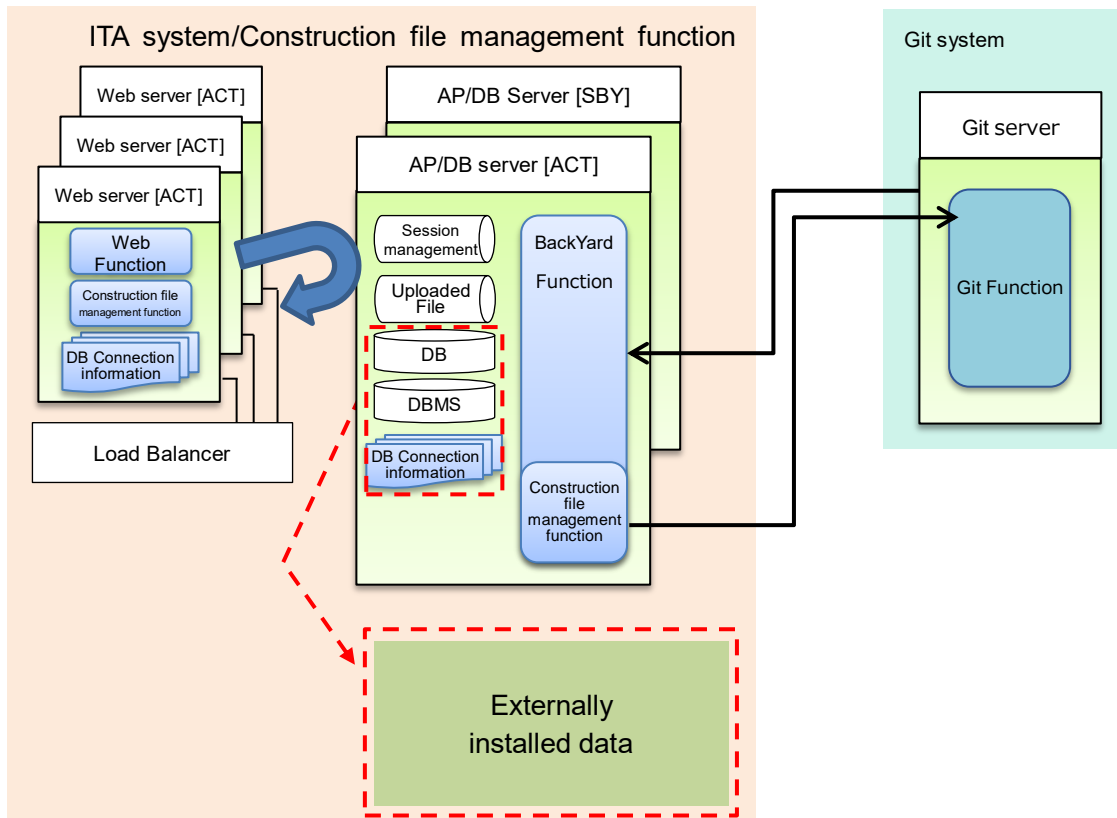 ITA system/Construction file management function
Git system
Web server [ACT]
Web server [ACT]
Web server [ACT]
Web
Function
Construction file
management function
DB Connection
information
Load Balancer
AP/DB Server [SBY]
AP/DB server [ACT]
Session
management
Uploaded
File
DB
DBMS
DB Connection
information
BackYard
Function
Construction
file
management
function
Git server
Git Function
Externally
installed data